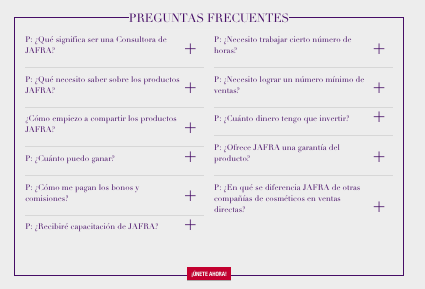 PREGUNTAS FRECUENTES
P: ¿Qué significa ser una Consultora de
JAFRA?
P: ¿Qué necesito saber sobre los productos
JAFRA?
¿Cómo empiezo a compartir los productos
JAFRA?
P: ¿Cuánto puedo ganar?
P: ¿Cómo me pagan los bonos y
comisiones?
P: ¿Recibiré capacitación de JAFRA?
P: ¿Necesito trabajar cierto número de
horas?
P: ¿Necesito lograr un número mínimo de
ventas?
P: ¿Cuánto dinero tengo que invertir?
P: ¿Ofrece JAFRA una garantía del
producto?
P: ¿En qué se diferencia JAFRA de otras
compañías de cosméticos en ventas
directas?
¡ÚNETE AHORA!